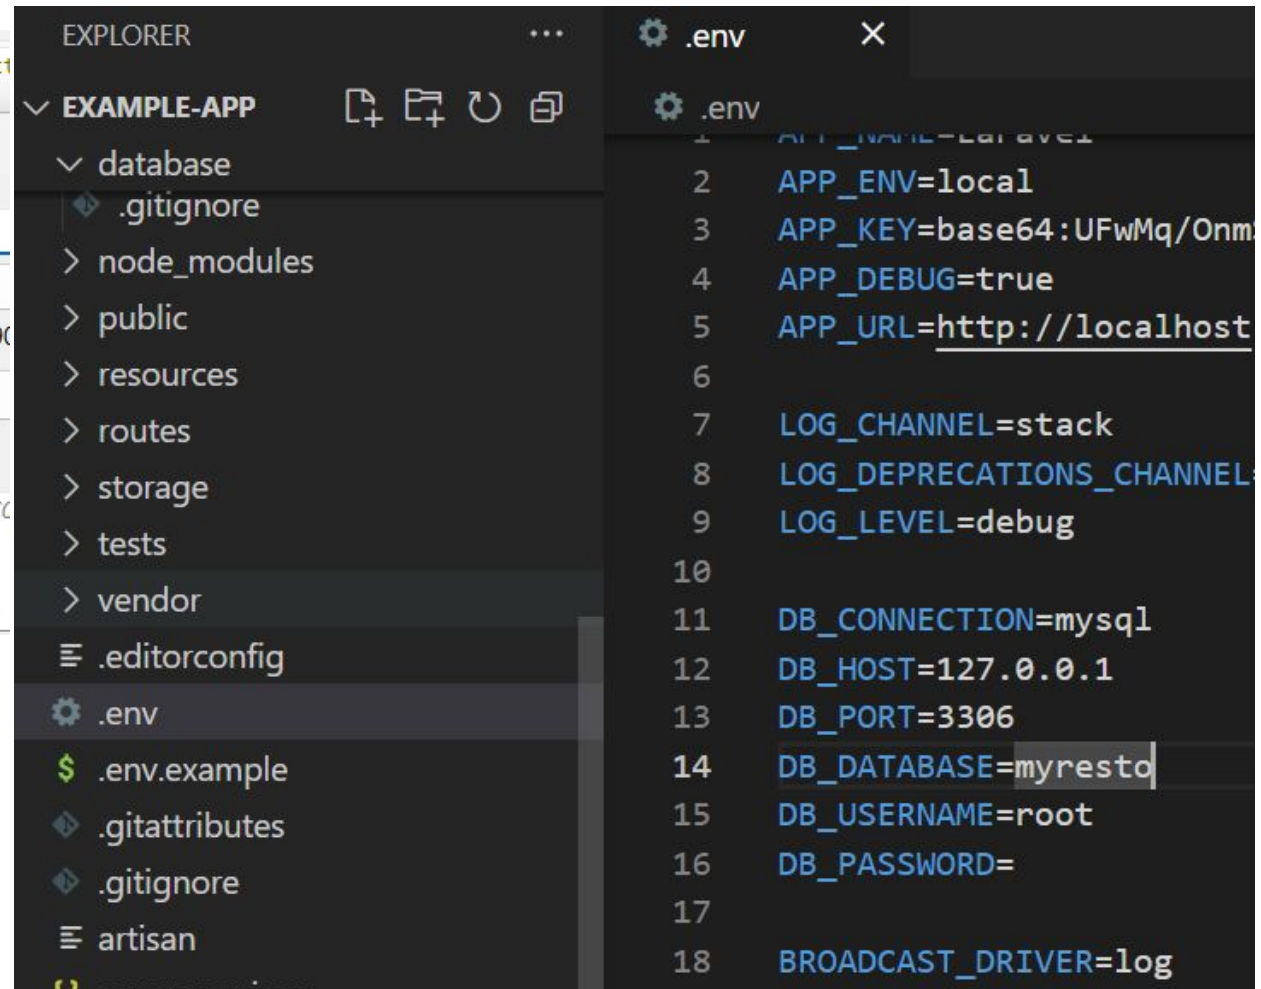 EXPLORER
EXAMPLE-APP
database
.gitignore
node_modules
public
resources
routes
storage
tests
vendor
.editorconfig
.env
.env.example
.gitattributes
.gitignore
artisan
.env
.env
1 APP_NAME=Laravel
2 APP_ENV=local
3 APP_KEY=base64:UFwMq/Onm
4 APP_DEBUG=true
5 APP_URL=http://localhost
6
7 LOG_CHANNEL=stack
8 LOG_DEPRECATIONS_CHANNEL=
9 LOG_LEVEL=debug
10
11 DB_CONNECTION=mysql
12 DB_HOST=127.0.0.1
13 DB_PORT=3306
14 DB_DATABASE=myresto
15 DB_USERNAME=root
16 DB_PASSWORD=
17
18 BROADCAST_DRIVER=log